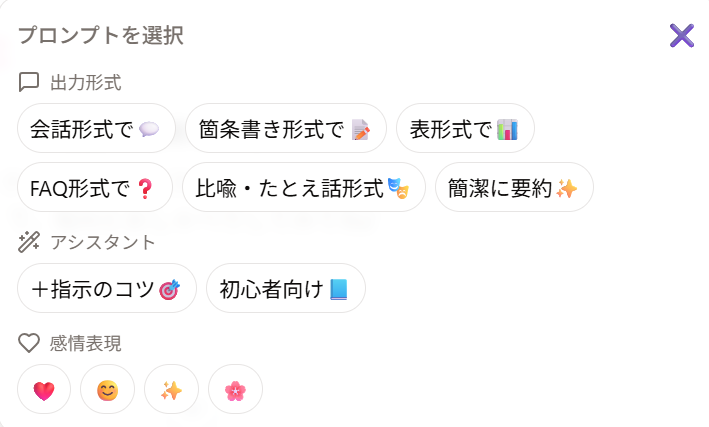 プロンプトを選択
出力形式
会話形式で💬 箇条書き形式で📝 表形式で📊
FAQ形式で❓ 比喩・たとえ話形式🎭 簡潔に要約✨
アシスタント
＋指示のコツ🎯 初心者向け📘
感情表現